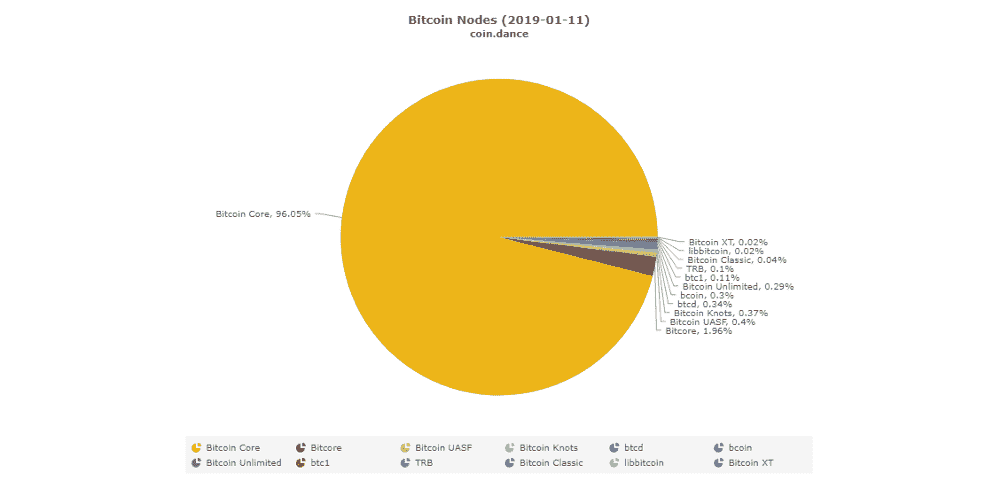 Bitcoin Nodes (2019-01-11)
coin.dance
Bitcoin Core, 96.05%
Bitcoin XT, 0.02%
libbitcoin, 0.02%
Bitcoin Classic, 0.04%
TRB, 0.1%
btc1, 0.11%
Bitcoin Unlimited, 0.29%
bcoin, 0.3%
btcd, 0.34%
Bitcoin Knots, 0.37%
Bitcoin UASF, 0.4%
Bitcore, 1.96%
Bitcoin Core Bitcore Bitcoin UASF Bitcoin Knots btcd bcoin
Bitcoin Unlimited btc1 TRB Bitcoin Classic libbitcoin Bitcoin XT